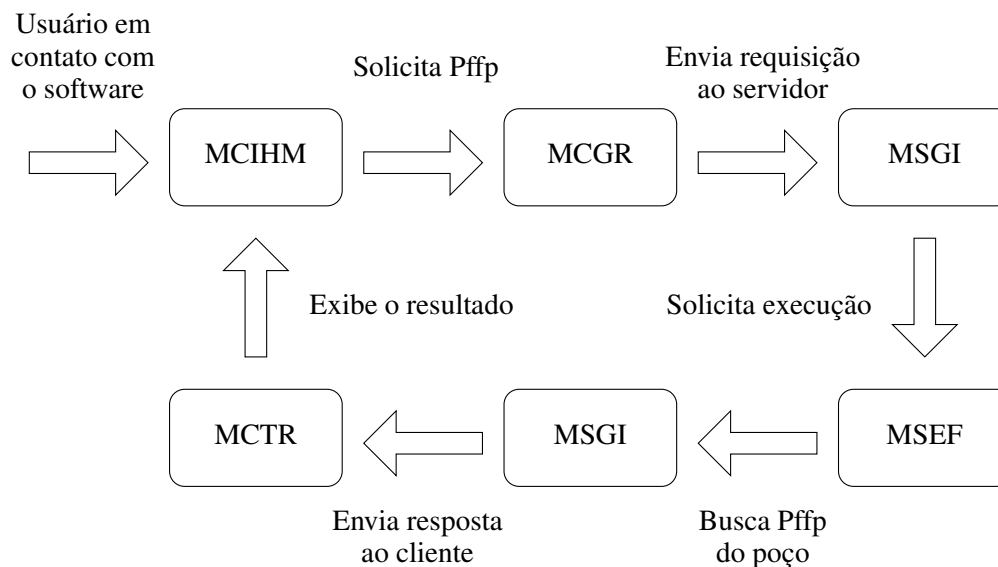 Usuário em
contato com
o software
Solicita Pffp
Envia requisição
ao servidor
MCIHM
MCGR
MSGI
Exibe o resultado
Solicita execução
MCTR
MSGI
MSEF
Envia resposta
ao cliente
Busca Pffp
do poço